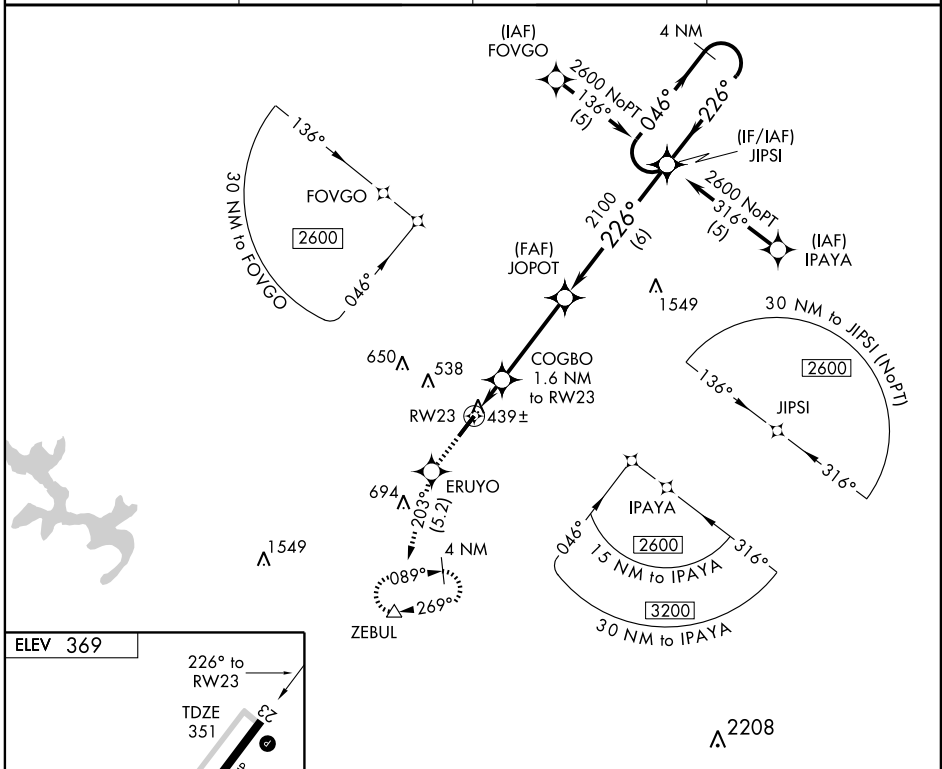 (IAF)
FOVGO
4 NM
2600 NoPT
136°
(5)
046°
226°
(IF/IAF)
JIPSI
136°
FOVGO
2600
30 NM to FOVGO
046°
2100
226°
(6)
2600 NoPT
316°
(5)
(IAF)
IPAYA
(FAF)
JOPOT
1549
30 NM to JIPSI (NoPT)
2600
136°
JIPSI
316°
650
538
COGBO
1.6 NM
to RW23
RW23
439±
ERUYO
694
203°
(5.2)
IPAYA
046°
2600
316°
15 NM to IPAYA
3200
30 NM to IPAYA
1549
4 NM
089°
269°
ZEBUL
ELEV 369
226° to
RW23
TDZE
351
23
P
2208